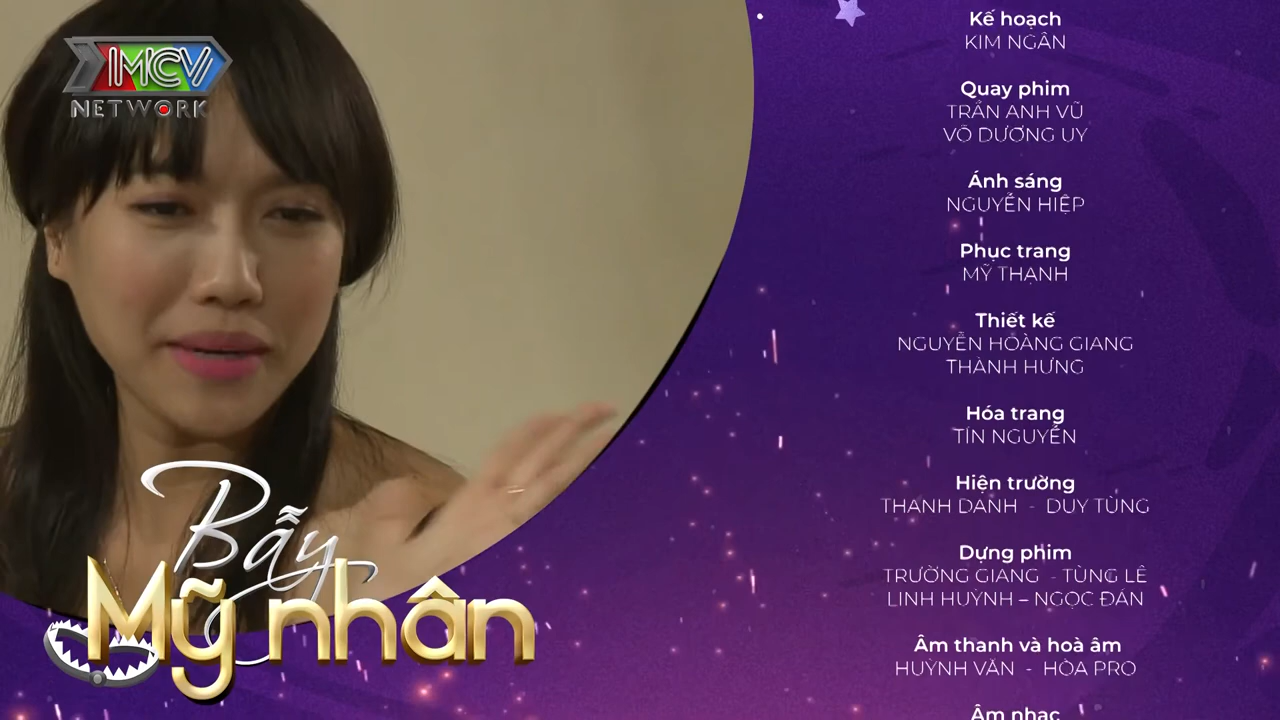 MCV
NETWORK
Bẫy
Mỹ nhân
Kế hoạch
KIM NGÂN
Quay phim
TRẦN ANH VŨ
VÕ DƯƠNG UY
Ánh sáng
NGUYỄN HIỆP
Phục trang
MỸ THẠNH
Thiết kế
NGUYỄN HOÀNG GIANG
THÀNH HƯNG
Hóa trang
TÍN NGUYỄN
Hiện trường
THANH DANH - DUY TÙNG
Dựng phim
TRƯỜNG GIANG - TÙNG LÊ
LINH HUỲNH – NGỌC ĐÁN
Âm thanh và hoà âm
HUỲNH VĂN - HÒA PRO
Âm nhạc